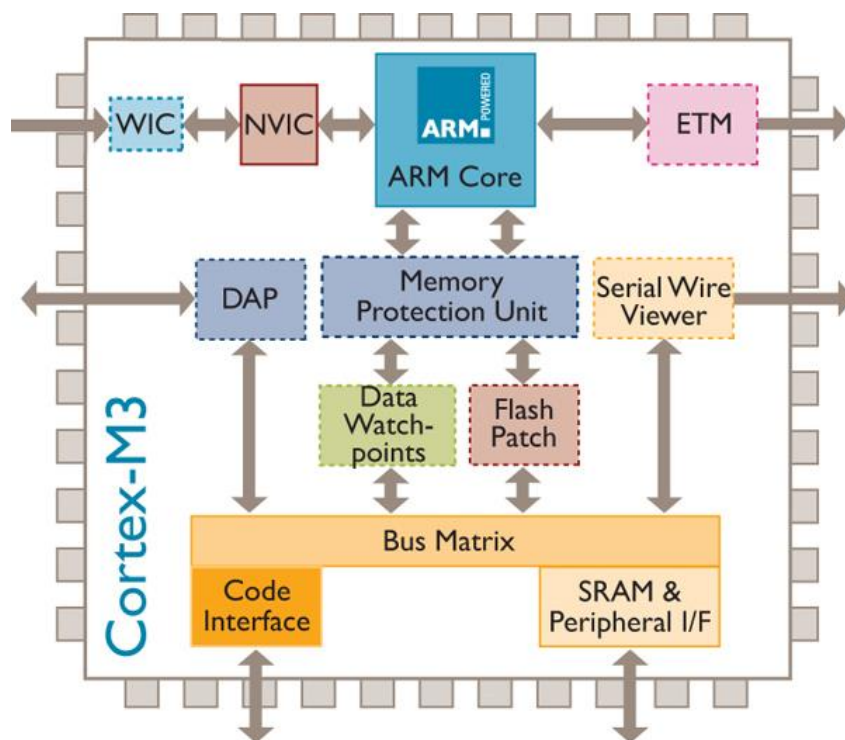 WIC
NVIC
ARM POWERED
ARM Core
ETM
DAP
Memory
Protection Unit
Serial Wire
Viewer
Data
Watch-
points
Flash
Patch
Cortex-M3
Bus Matrix
Code
Interface
SRAM &
Peripheral I/F